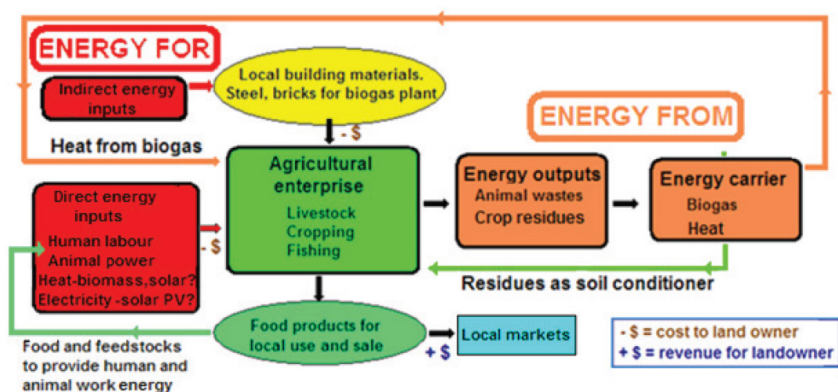 ENERGY FOR
Indirect energy
inputs
Local building materials.
Steel, bricks for biogas plant
ENERGY FROM
- $
Heat from biogas
Agricultural
enterprise
Livestock
Cropping
Fishing
Energy outputs
Animal wastes
Crop residues
Energy carrier
Biogas
Heat
Direct energy
inputs
Human labour
Animal power
Heat-biomass,solar?
Electricity -solar PV?
- $
Residues as soil conditioner
Food products for
local use and sale
+ $
Local markets
- $ = cost to land owner
+ $ = revenue for landowner
Food and feedstocks
to provide human and
animal work energy